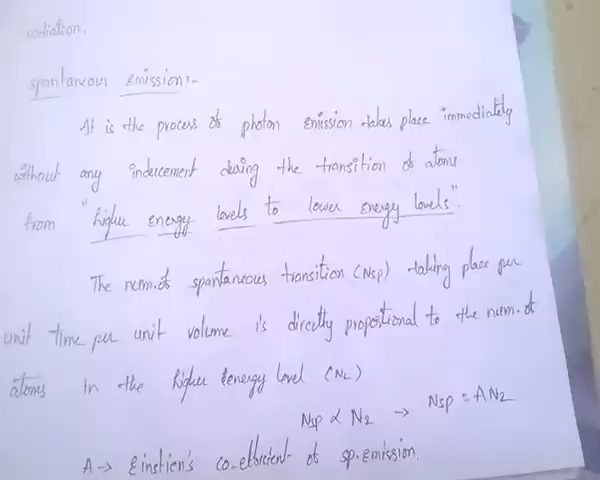 radiation.
spontaneous Emission:-
It is the process of photon Emission takes place immediately
without any inducement during the transition of atoms
from "higher energy levels to lower energy levels".
The num.of spontaneous transition (Nsp) taking place per
unit time per unit volume is directly propotional to the num.of
atoms in the higher energy level (N2)
Nsp ∝ N2 → Nsp = AN2
A → Einstien's co-efficient of sp.emission.